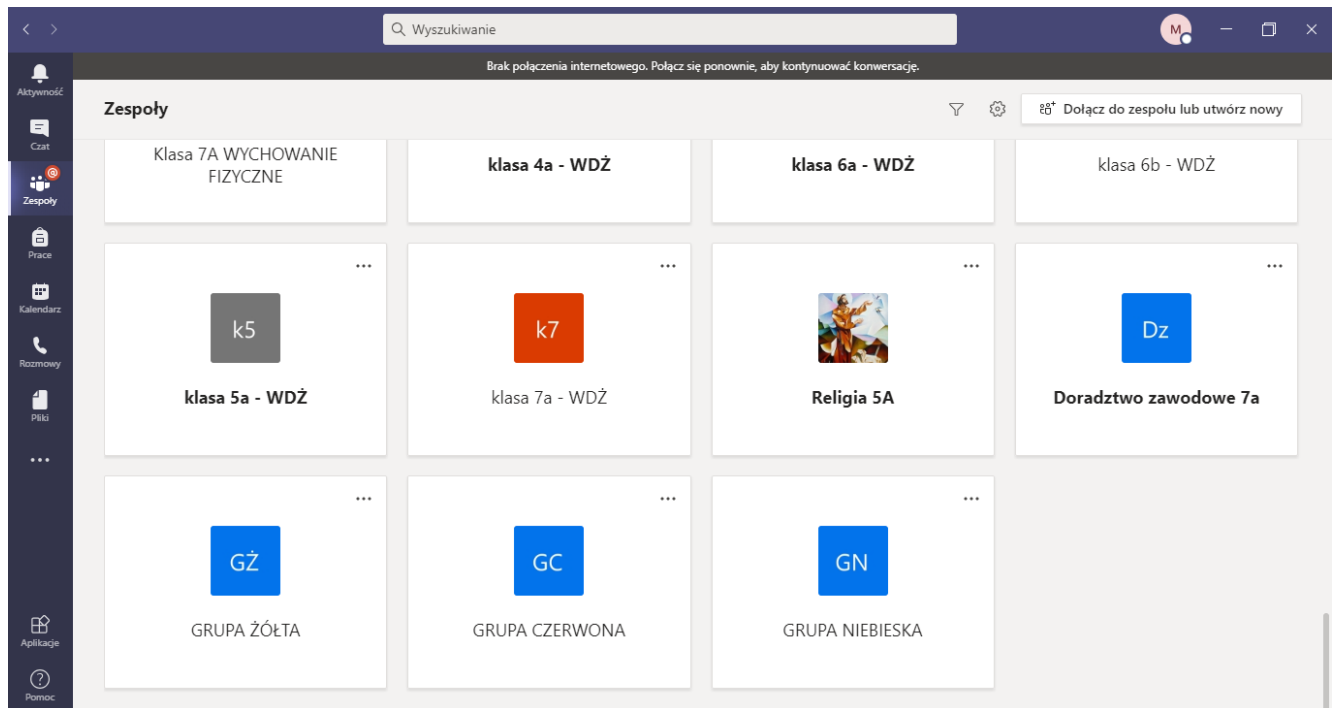 Wyszukiwanie
M
Brak połączenia internetowego. Połącz się ponownie, aby kontynuować konwersację.
Aktywność
Czat
@
Zespoły
Prace
Kalendarz
Rozmowy
Pliki
Aplikacje
Pomoc
Zespoły
Dołącz do zespołu lub utwórz nowy
Klasa 7A WYCHOWANIE
FIZYCZNE
klasa 4a - WDŻ
klasa 6a - WDŻ
klasa 6b - WDŻ
k5
klasa 5a - WDŻ
k7
klasa 7a - WDŻ
Religia 5A
Dz
Doradztwo zawodowe 7a
GŻ
GRUPA ŻÓŁTA
GC
GRUPA CZERWONA
GN
GRUPA NIEBIESKA